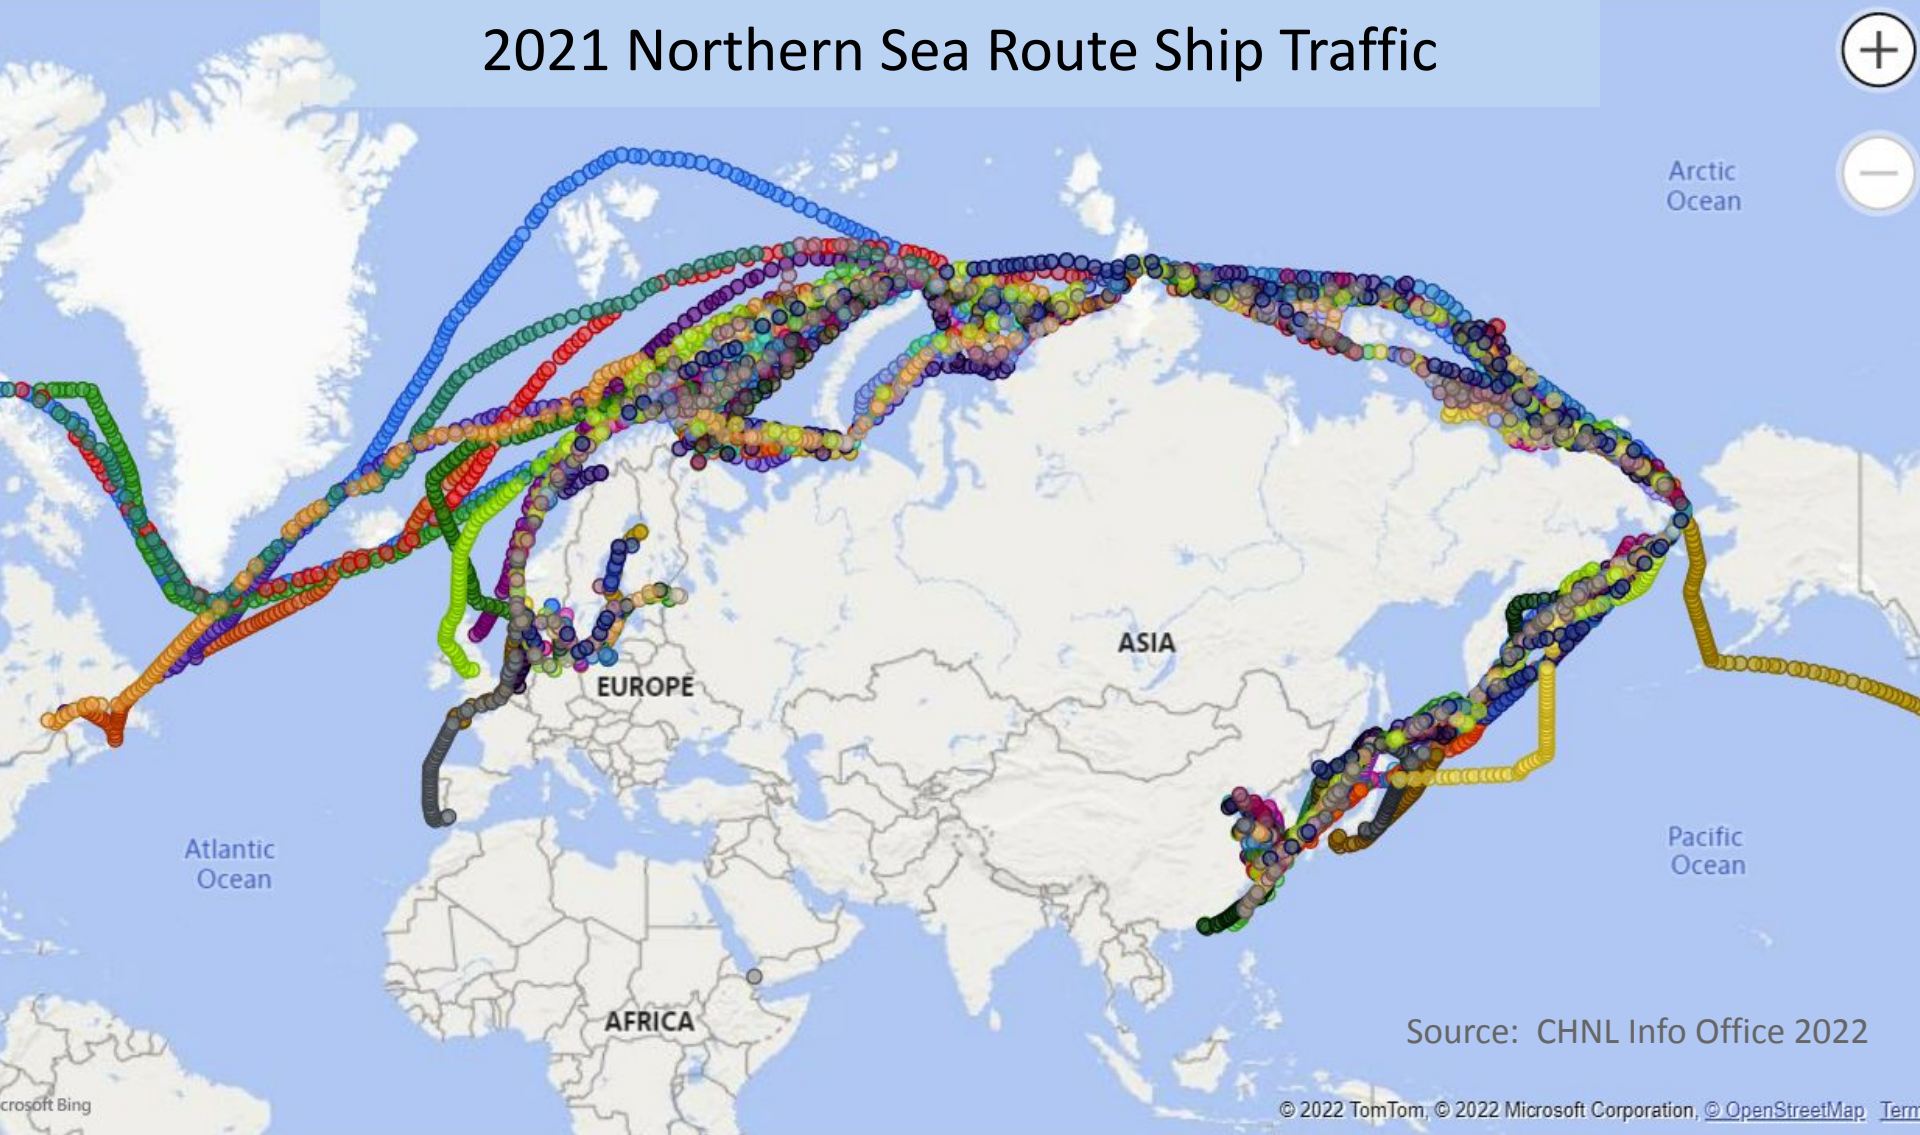 2021 Northern Sea Route Ship Traffic
Arctic
Ocean
ASIA
EUROPE
Atlantic
Ocean
Pacific
Ocean
AFRICA
Source: CHNL Info Office 2022
crosoft Bing
© 2022 TomTom, © 2022 Microsoft Corporation, © OpenStreetMap Term